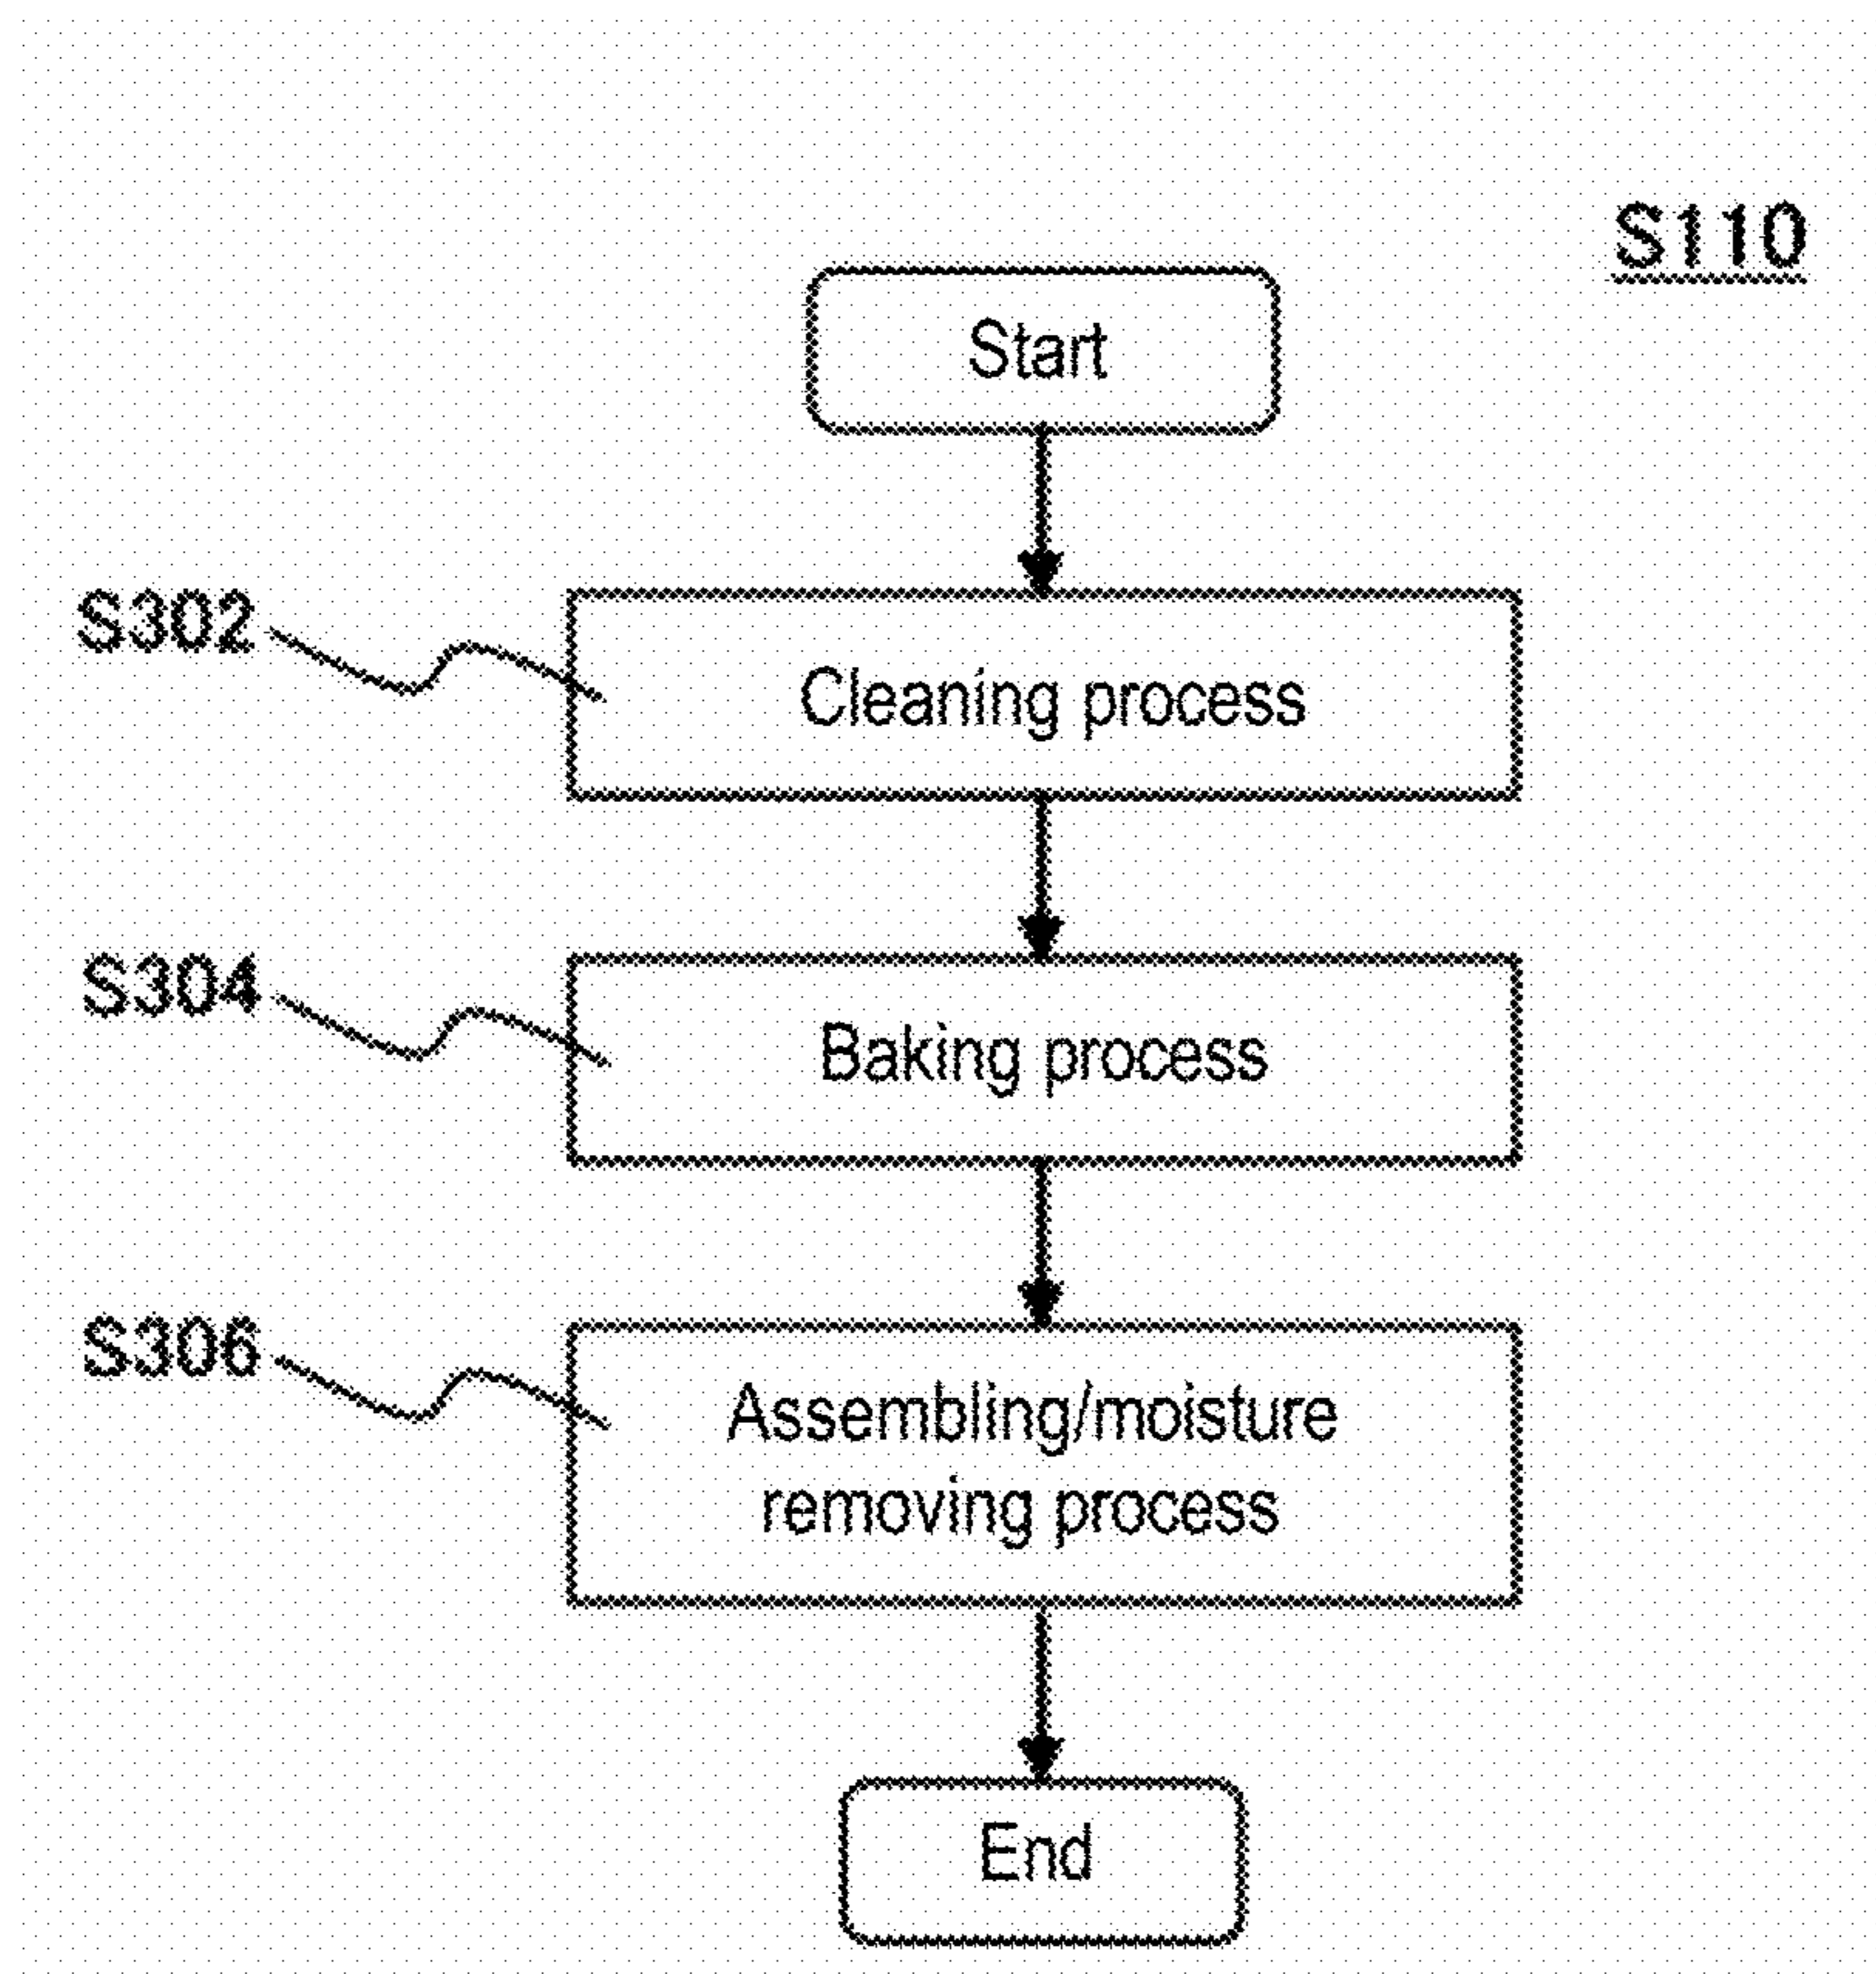 S110
Start
S302
Cleaning process
S304
Baking process
S306
Assembling/moisture
removing process
End